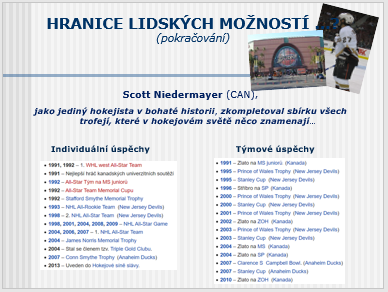 HRANICE LIDSKÝCH MOŽNOSTÍ
(pokračování)
Scott Niedermayer (CAN),
jako jediný hokejista v bohaté historii, zkompletoval sbírku všech
trofejí, které v hokejovém světě něco znamenají…
Individuální úspěchy
• 1991, 1992 – 1. WHL west All-Star Team
• 1991 – Nejlepší hráč kanadských univerzitních soutěží
• 1992 – All-Star Tým na MS juniorů
• 1992 – All-Star Team Memorial Cupu
• 1992 – Stafford Smythe Memorial Trophy
• 1993 – NHL All-Rookie Team (New Jersey Devils)
• 1998 – 2. NHL All-Star Team (New Jersey Devils)
• 1998, 2001, 2004, 2008, 2009 – NHL All-Star Game
• 2004, 2006, 2007 – 1. NHL All-Star Team
• 2004 – James Norris Memorial Trophy
• 2004 – Stal se členem tzv. Triple Gold Clubu.
• 2007 – Conn Smythe Trophy (Anaheim Ducks)
• 2013 – Uveden do Hokejové síně slávy.
Týmové úspěchy
• 1991 – Zlato na MS juniorů (Kanada)
• 1995 – Prince of Wales Trophy (New Jersey Devils)
• 1995 – Stanley Cup (New Jersey Devils)
• 1996 – Stříbro na SP (Kanada)
• 2000 – Prince of Wales Trophy (New Jersey Devils)
• 2000 – Stanley Cup (New Jersey Devils)
• 2001 – Prince of Wales Trophy (New Jersey Devils)
• 2002 – Zlato na ZOH (Kanada)
• 2003 – Prince of Wales Trophy (New Jersey Devils)
• 2003 – Stanley Cup (New Jersey Devils)
• 2004 – Zlato na MS (Kanada)
• 2004 – Zlato na SP (Kanada)
• 2007 – Clarence S. Campbell Bowl. (Anaheim Ducks)
• 2007 – Stanley Cup (Anaheim Ducks)
• 2010 – Zlato na ZOH (Kanada)